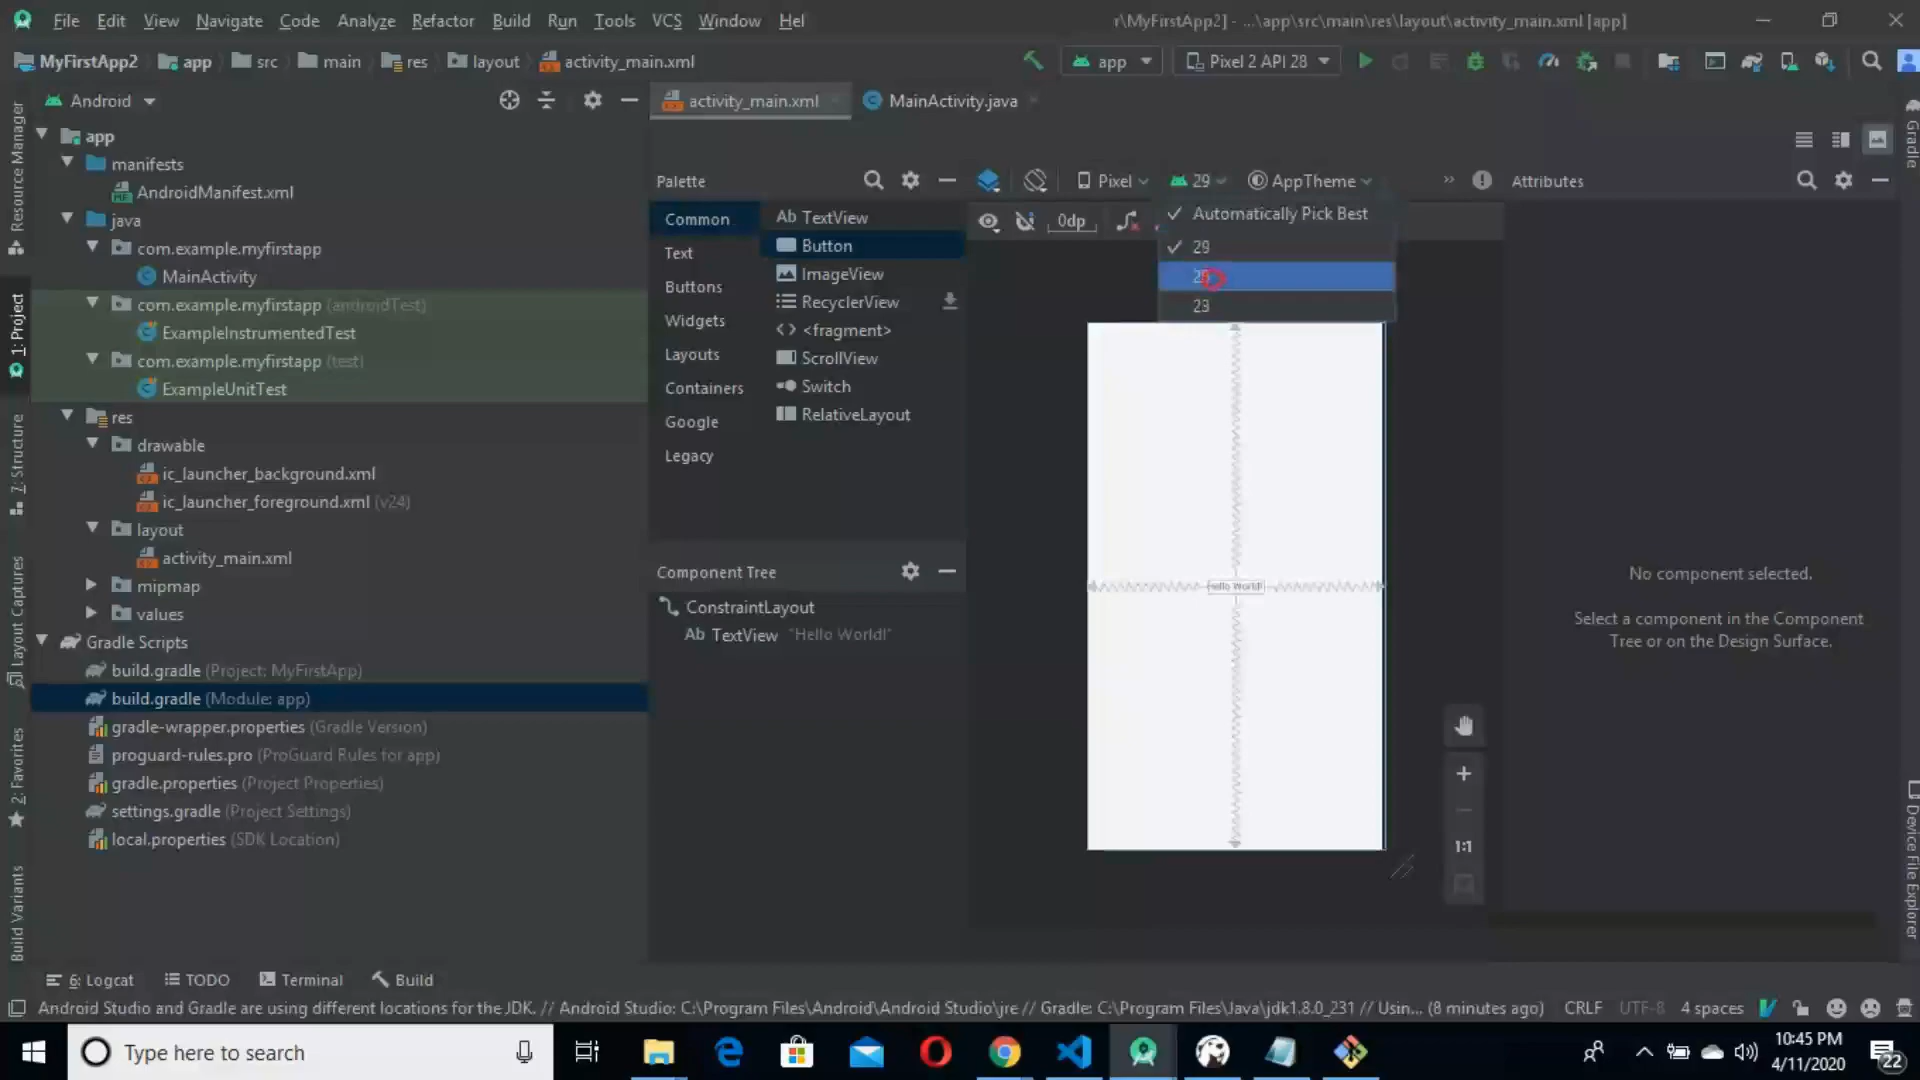 File Edit View Navigate Code Analyze Refactor Build Run Tools VCS Window Hel
r\MyFirstApp2] - ...\app\src\main\res\layout\activity_main.xml [app]
MyFirstApp2 app src main res layout activity_main.xml
app Pixel 2 API 28
Android
activity_main.xml MainActivity.java
Resource Manager
1: Project
7: Structure
Layout Captures
2: Favorites
Build Variants
app
manifests
AndroidManifest.xml
java
com.example.myfirstapp
MainActivity
com.example.myfirstapp (androidTest)
ExampleInstrumentedTest
com.example.myfirstapp (test)
ExampleUnitTest
res
drawable
ic_launcher_background.xml
ic_launcher_foreground.xml (v24)
layout
activity_main.xml
mipmap
values
Gradle Scripts
build.gradle (Project: MyFirstApp)
build.gradle (Module: app)
gradle-wrapper.properties (Gradle Version)
proguard-rules.pro (ProGuard Rules for app)
gradle.properties (Project Properties)
settings.gradle (Project Settings)
local.properties (SDK Location)
Palette
Common
Text
Buttons
Widgets
Layouts
Containers
Google
Legacy
Ab TextView
Button
ImageView
RecyclerView
<fragment>
ScrollView
Switch
RelativeLayout
Component Tree
ConstraintLayout
Ab TextView "Hello World!"
Pixel 29 AppTheme
0dp
Automatically Pick Best
29
23
Hello World!
1:1
Attributes
No component selected.
Select a component in the Component
Tree or on the Design Surface.
Gradle
Device File Explorer
6: Logcat TODO Terminal Build
Android Studio and Gradle are using different locations for the JDK. // Android Studio: C:\Program Files\Android\Android Studio\jre // Gradle: C:\Program Files\Java\jdk1.8.0_231 // Usin... (8 minutes ago) CRLF UTF-8 4 spaces
Type here to search
10:45 PM
4/11/2020
22